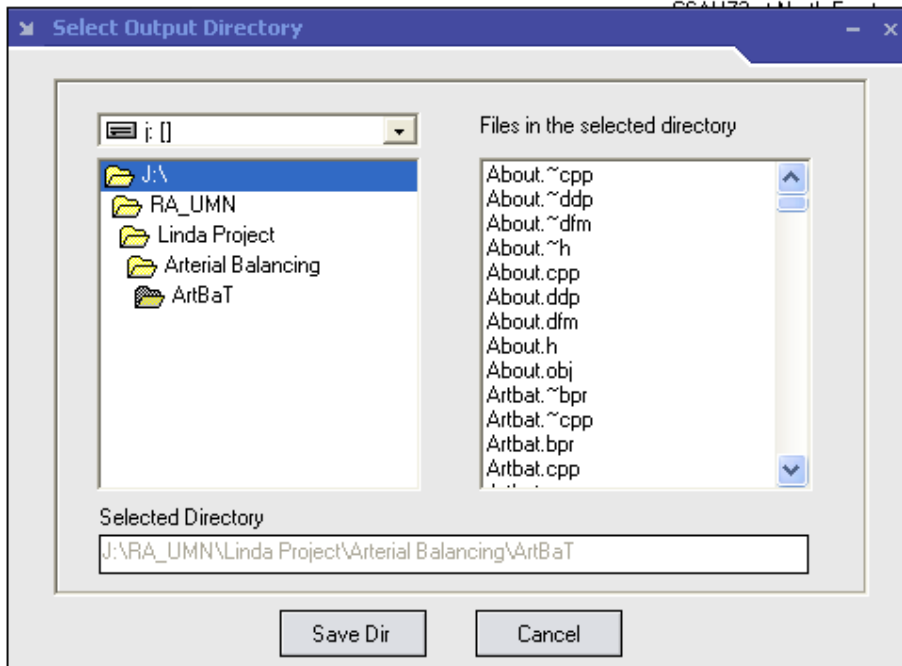 Select Output Directory
j: []
J:\
RA_UMN
Linda Project
Arterial Balancing
ArtBaT
Files in the selected directory
About.~cpp
About.~ddp
About.~dfm
About.~h
About.cpp
About.ddp
About.dfm
About.h
About.obj
Artbat.~bpr
Artbat.~cpp
Artbat.bpr
Artbat.cpp
Selected Directory
J:\RA_UMN\Linda Project\Arterial Balancing\ArtBaT
Save Dir
Cancel